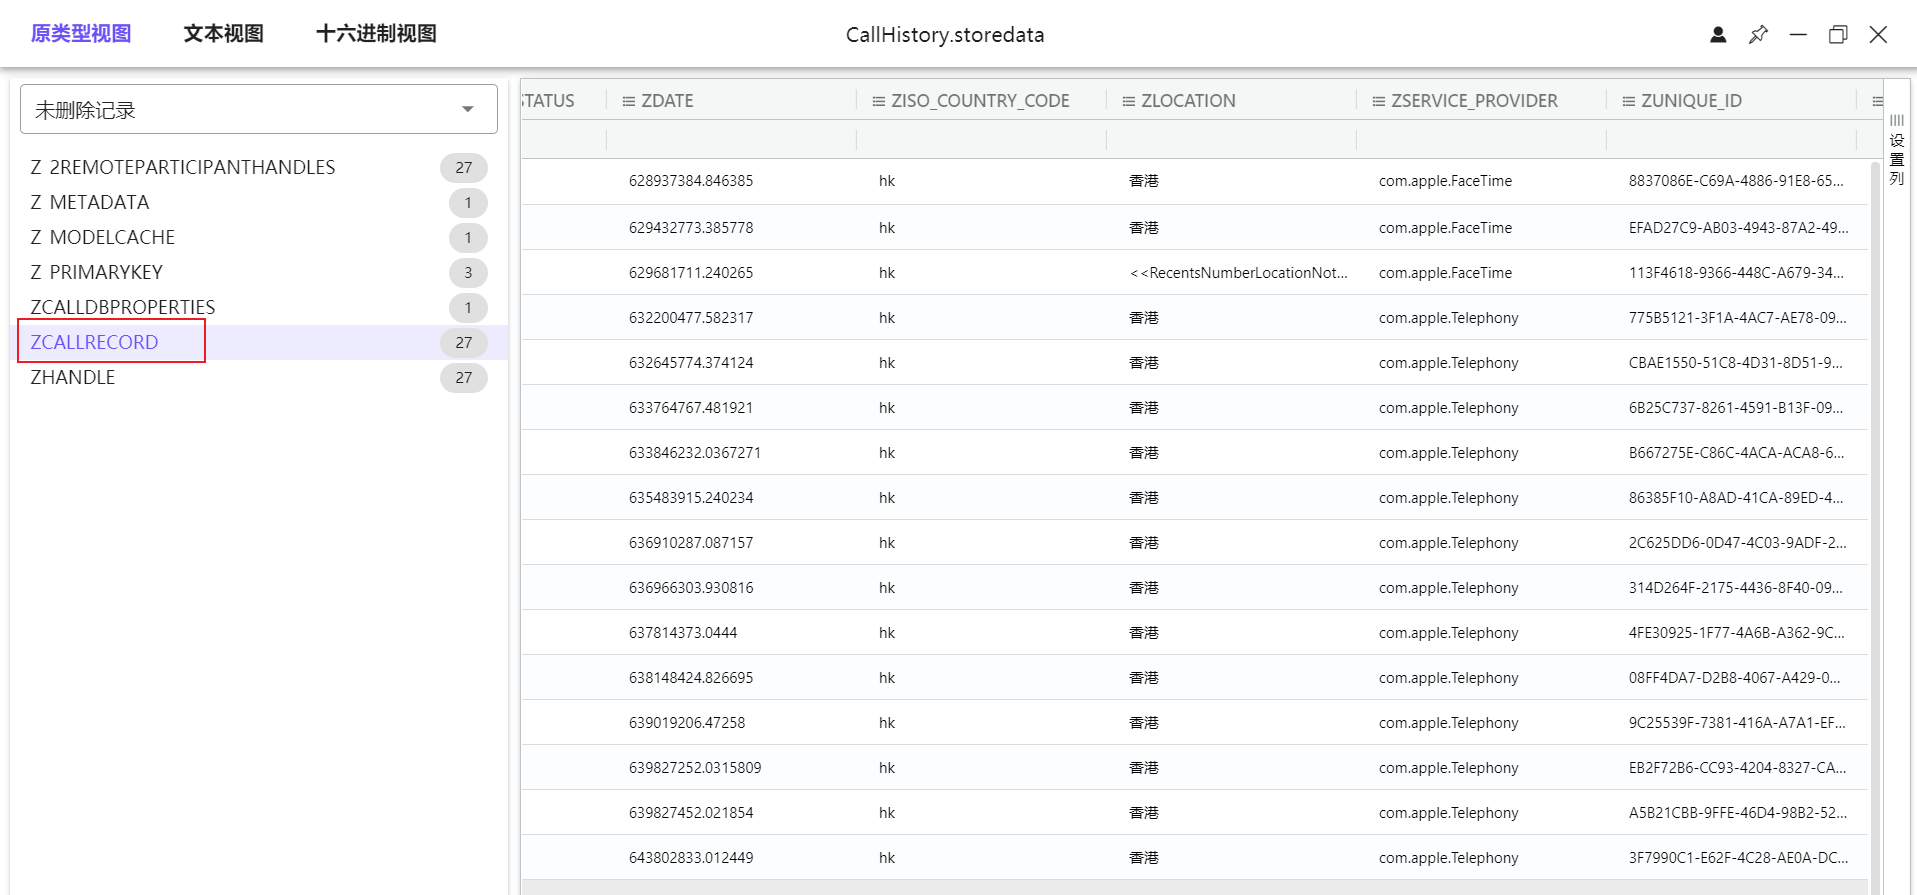 原类型视图 文本视图 十六进制视图 CallHistory.storedata
未删除记录
Z 2REMOTEPARTICIPANTHANDLES 27
Z METADATA 1
Z MODELCACHE 1
Z PRIMARYKEY 3
ZCALLDBPROPERTIES 1
ZCALLRECORD 27
ZHANDLE 27
STATUS ZDATE ZISO_COUNTRY_CODE ZLOCATION ZSERVICE_PROVIDER ZUNIQUE_ID
628937384.846385 hk 香港 com.apple.FaceTime 8837086E-C69A-4886-91E8-65...
629432773.385778 hk 香港 com.apple.FaceTime EFAD27C9-AB03-4943-87A2-49...
629681711.240265 hk <<RecentsNumberLocationNot... com.apple.FaceTime 113F4618-9366-448C-A679-34...
632200477.582317 hk 香港 com.apple.Telephony 775B5121-3F1A-4AC7-AE78-09...
632645774.374124 hk 香港 com.apple.Telephony CBAE1550-51C8-4D31-8D51-9...
633764767.481921 hk 香港 com.apple.Telephony 6B25C737-8261-4591-B13F-09...
633846232.0367271 hk 香港 com.apple.Telephony B667275E-C86C-4ACA-ACA8-6...
635483915.240234 hk 香港 com.apple.Telephony 86385F10-A8AD-41CA-89ED-4...
636910287.087157 hk 香港 com.apple.Telephony 2C625DD6-0D47-4C03-9ADF-2...
636966303.930816 hk 香港 com.apple.Telephony 314D264F-2175-4436-8F40-09...
637814373.0444 hk 香港 com.apple.Telephony 4FE30925-1F77-4A6B-A362-9C...
638148424.826695 hk 香港 com.apple.Telephony 08FF4DA7-D2B8-4067-A429-0...
639019206.47258 hk 香港 com.apple.Telephony 9C25539F-7381-416A-A7A1-EF...
639827252.0315809 hk 香港 com.apple.Telephony EB2F72B6-CC93-4204-8327-CA...
639827452.021854 hk 香港 com.apple.Telephony A5B21CBB-9FFE-46D4-98B2-52...
643802833.012449 hk 香港 com.apple.Telephony 3F7990C1-E62F-4C28-AE0A-DC...
设置列